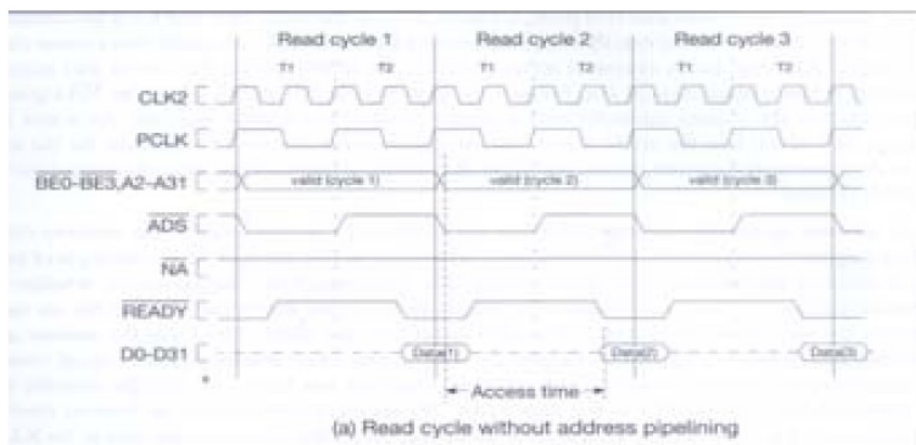 Read cycle 1 Read cycle 2 Read cycle 3
T1 T2 T1 T2 T1 T2
CLK2
PCLK
BE0-BE3,A2-A31 valid (cycle 1) valid (cycle 2) valid (cycle 3)
ADS
NA
READY
D0-D31 Data(1) Data(2) Data(3)
Access time
(a) Read cycle without address pipelining